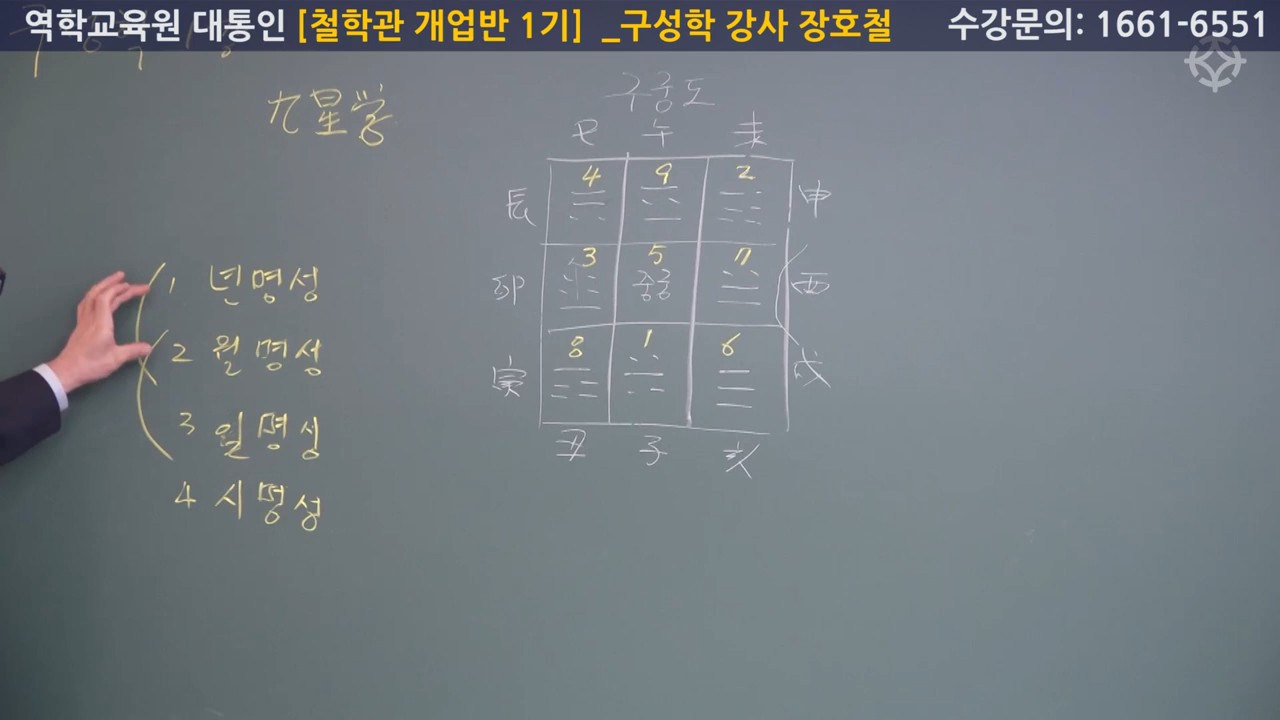 역학교육원 대통인 [철학관 개업반 1기] _구성학 강사 장호철
수강문의: 1661-6551
九星学
구궁도
巳 午 未
4 9 2
辰 申
3 5 7
卯 중궁 酉
8 1 6
寅 戌
丑 子 亥
1 년명성
2 월명성
3 일명성
4 시명성